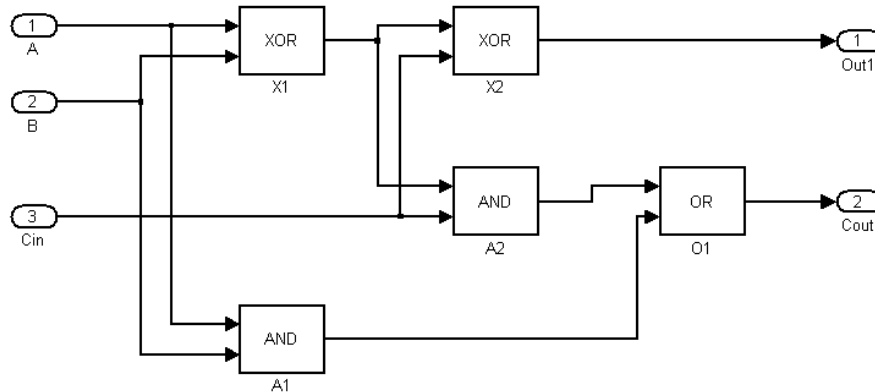 1
A
XOR
X1
XOR
X2
1
Out1
2
B
3
Cin
AND
A2
OR
O1
2
Cout
AND
A1